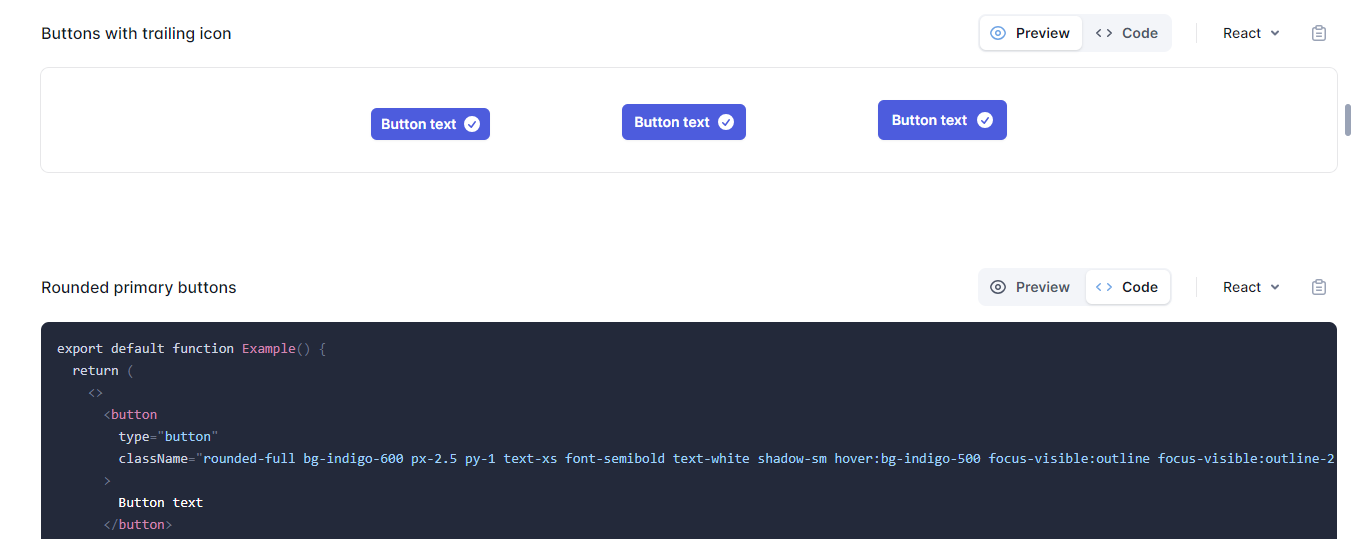 Buttons with trailing icon
Preview
Code
React
Button text
Button text
Button text
Rounded primary buttons
Preview
Code
React
export default function Example() {
return (
<>
<button
type="button"
className="rounded-full bg-indigo-600 px-2.5 py-1 text-xs font-semibold text-white shadow-sm hover:bg-indigo-500 focus-visible:outline focus-visible:outline-2
>
Button text
</button>